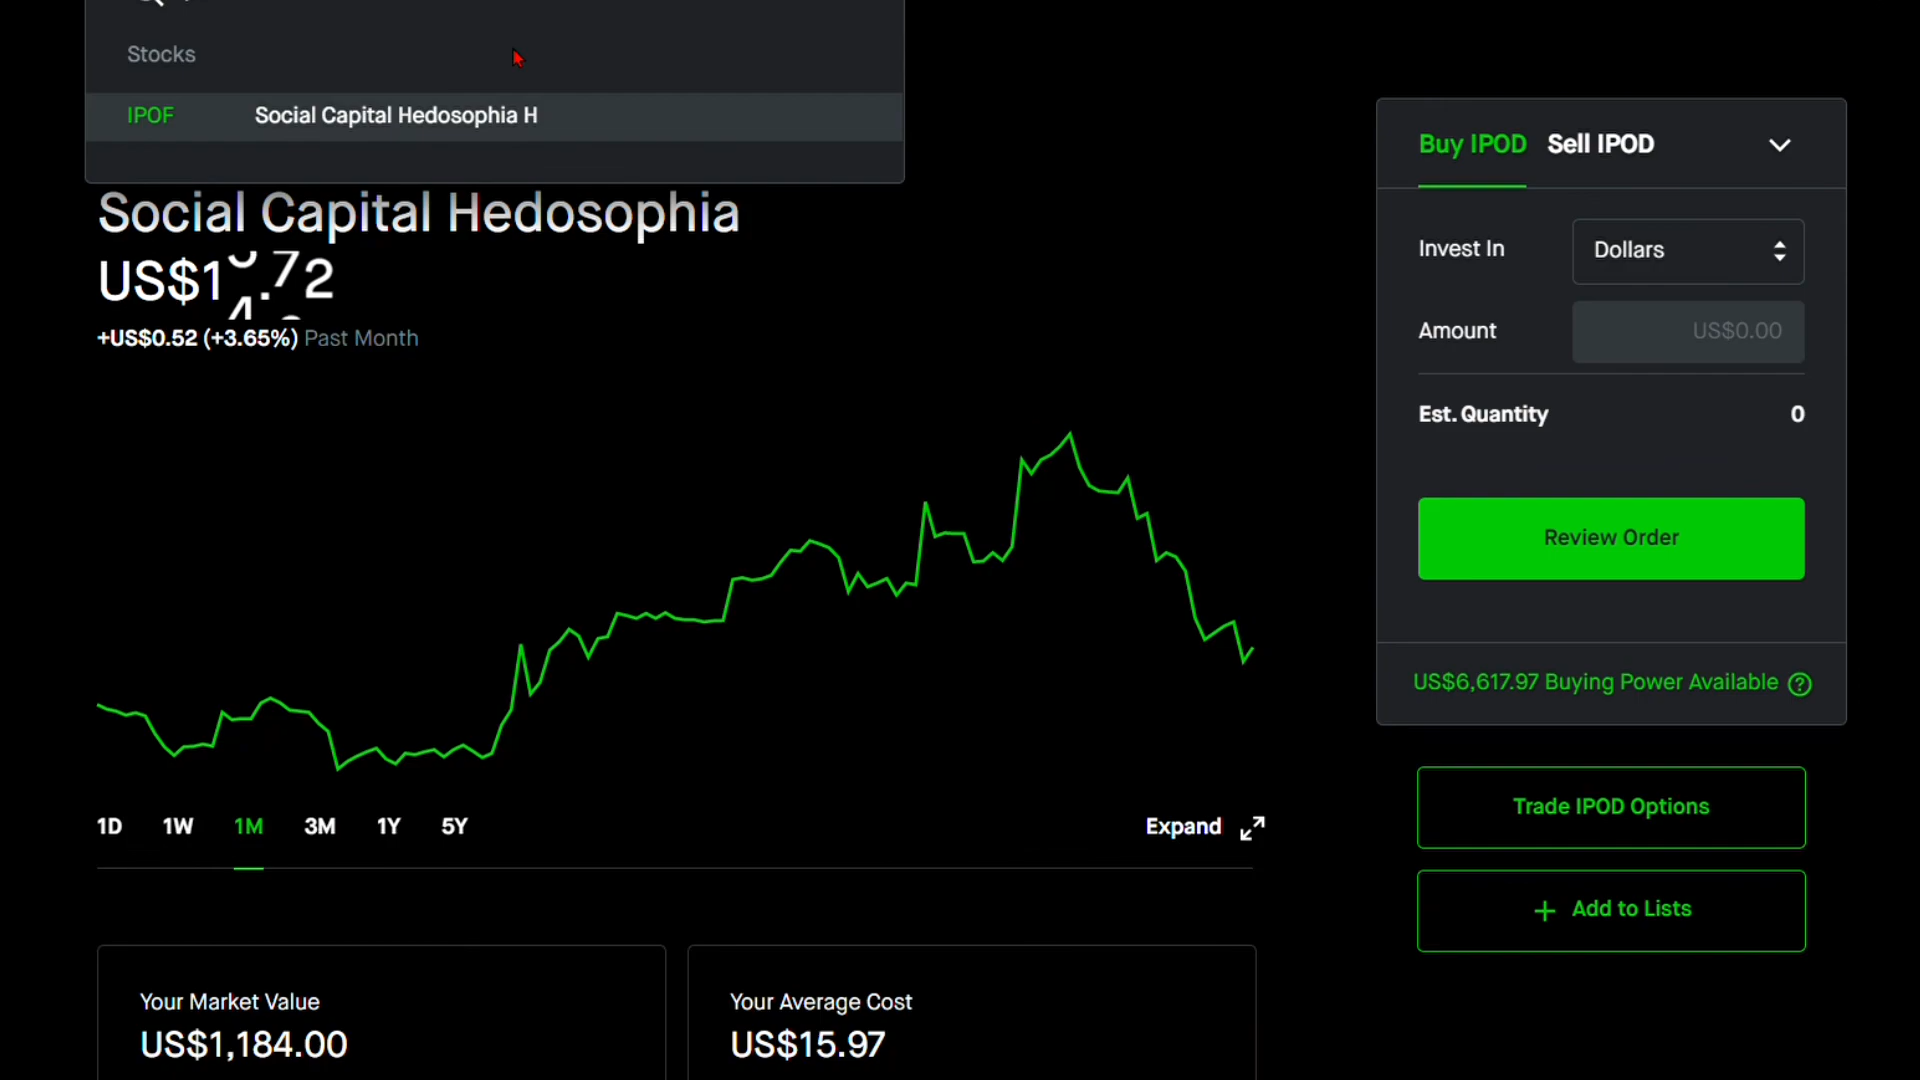 Stocks
IPOF Social Capital Hedosophia H
Social Capital Hedosophia
US$1 .72
+US$0.52 (+3.65%) Past Month
1D 1W 1M 3M 1Y 5Y
Expand
Your Market Value
US$1,184.00
Your Average Cost
US$15.97
Buy IPOD Sell IPOD
Invest In Dollars
Amount US$0.00
Est. Quantity 0
Review Order
US$6,617.97 Buying Power Available
Trade IPOD Options
+ Add to Lists